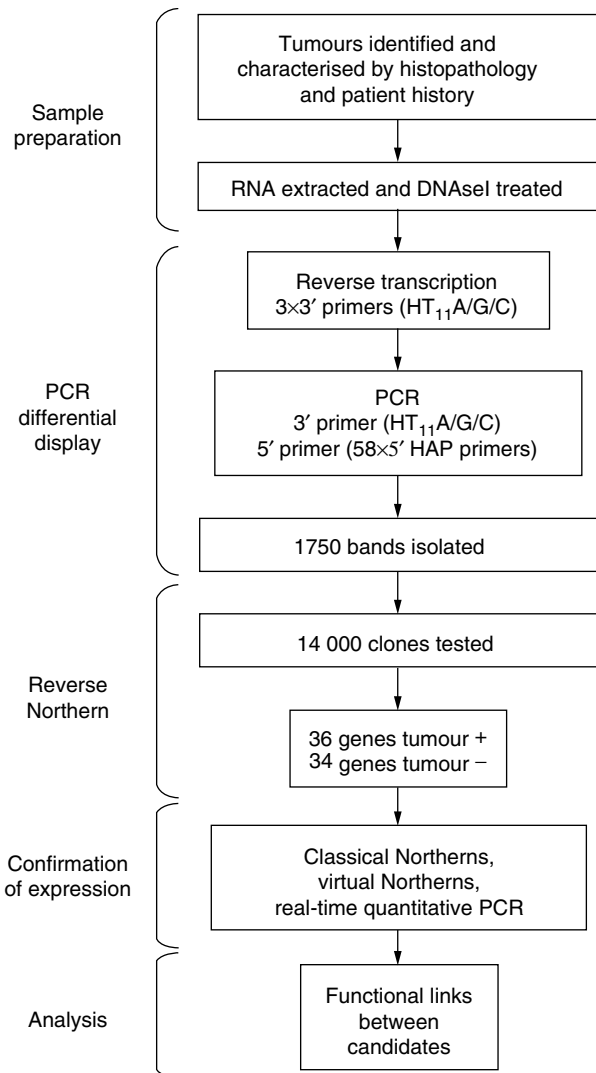 Sample
preparation
Tumours identified and
characterised by histopathology
and patient history
RNA extracted and DNAseI treated
PCR
differential
display
Reverse transcription
3×3′ primers (HT₁₁A/G/C)
PCR
3′ primer (HT₁₁A/G/C)
5′ primer (58×5′ HAP primers)
1750 bands isolated
Reverse
Northern
14 000 clones tested
36 genes tumour +
34 genes tumour −
Confirmation
of expression
Classical Northerns,
virtual Northerns,
real-time quantitative PCR
Analysis
Functional links
between
candidates